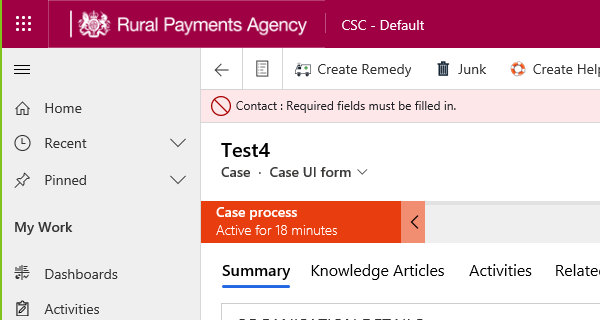 Rural Payments Agency CSC - Default
Create Remedy Junk Create Help
Contact : Required fields must be filled in.
Home
Recent
Pinned
My Work
Dashboards
Activities
Test4
Case · Case UI form
Case process
Active for 18 minutes
Summary Knowledge Articles Activities Relate
ORGANISATION DETAILS